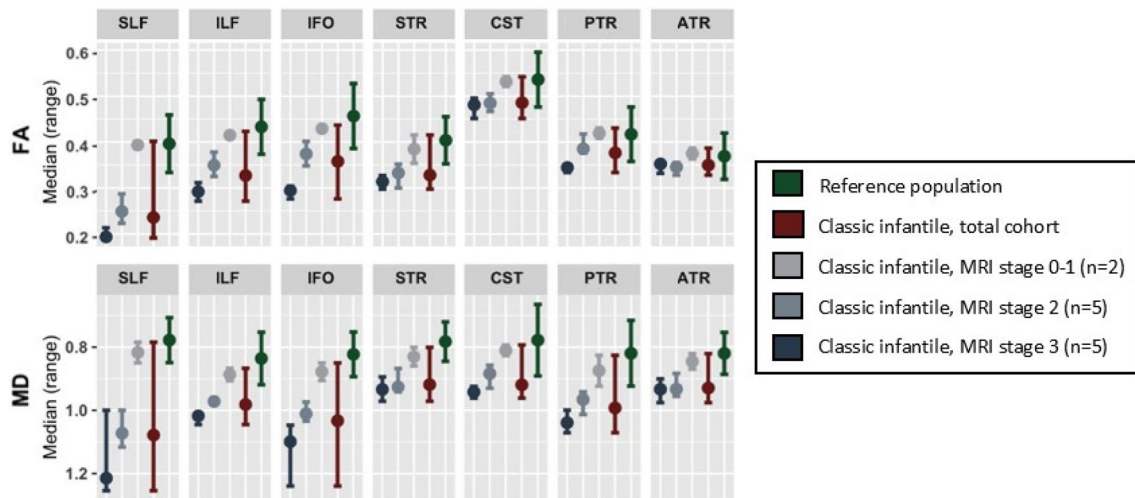 SLF ILF IFO STR CST PTR ATR
0.6
0.5
0.4
0.3
0.2
FA
Median (range)
SLF ILF IFO STR CST PTR ATR
0.8
1.0
1.2
MD
Median (range)
Reference population
Classic infantile, total cohort
Classic infantile, MRI stage 0-1 (n=2)
Classic infantile, MRI stage 2 (n=5)
Classic infantile, MRI stage 3 (n=5)